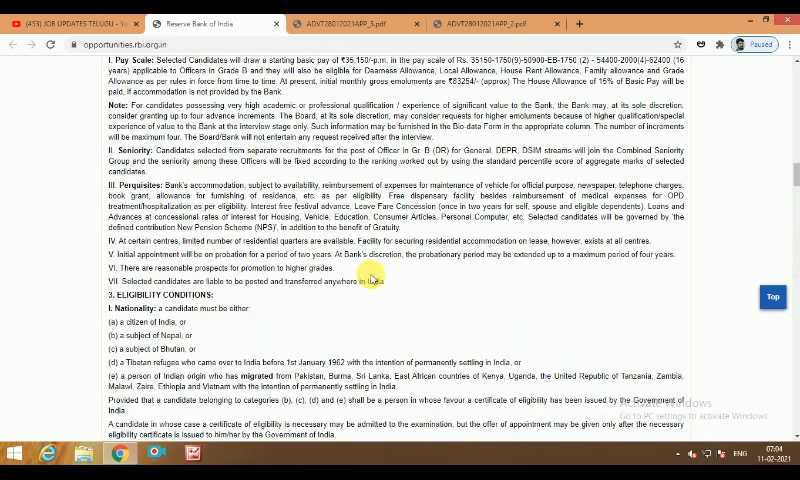 (453) JOB UPDATES TELUGU - Yo
Reserve Bank of India
ADVT28012021APP_3.pdf
ADVT28012021APP_2.pdf
opportunities.rbi.org.in
Paused
I. Pay Scale: Selected Candidates will draw a starting basic pay of ₹35,150/-p.m. in the pay scale of Rs. 35150-1750(9)-50900-EB-1750 (2) - 54400-2000(4)-62400 (16
years) applicable to Officers in Grade B and they will also be eligible for Dearness Allowance, Local Allowance, House Rent Allowance, Family allowance and Grade
Allowance as per rules in force from time to time. At present, initial monthly gross emoluments are ₹83254/- (approx) The House Allowance of 15% of Basic Pay will be
paid, if accommodation is not provided by the Bank.
Note: For candidates possessing very high academic or professional qualification / experience of significant value to the Bank, the Bank may, at its sole discretion,
consider granting up to four advance increments. The Board, at its sole discretion, may consider requests for higher emoluments because of higher qualification/special
experience of value to the Bank at the interview stage only. Such information may be furnished in the Bio-data Form in the appropriate column. The number of increments
will be maximum four. The Board/Bank will not entertain any request received after the interview.
II. Seniority: Candidates selected from separate recruitments for the post of Officer in Gr. B (DR) for General, DEPR, DSIM streams will join the Combined Seniority
Group and the seniority among these Officers will be fixed according to the ranking worked out by using the standard percentile score of aggregate marks of selected
candidates.
III. Perquisites: Bank's accommodation, subject to availability, reimbursement of expenses for maintenance of vehicle for official purpose, newspaper, telephone charges,
book grant, allowance for furnishing of residence, etc. as per eligibility. Free dispensary facility besides reimbursement of medical expenses for OPD
treatment/hospitalization as per eligibility. Interest free festival advance. Leave Fare Concession (once in two years for self, spouse and eligible dependents). Loans and
Advances at concessional rates of interest for Housing, Vehicle, Education, Consumer Articles, Personal Computer, etc. Selected candidates will be governed by 'the
defined contribution New Pension Scheme (NPS)', in addition to the benefit of Gratuity.
IV. At certain centres, limited number of residential quarters are available. Facility for securing residential accommodation on lease, however, exists at all centres.
V. Initial appointment will be on probation for a period of two years. At Bank's discretion, the probationary period may be extended up to a maximum period of four years.
VI. There are reasonable prospects for promotion to higher grades.
VII. Selected candidates are liable to be posted and transferred anywhere in India
3. ELIGIBILITY CONDITIONS:
Top
I. Nationality: a candidate must be either:
(a) a citizen of India, or
(b) a subject of Nepal, or
(c) a subject of Bhutan, or
(d) a Tibetan refugee who came over to India before 1st January 1962 with the intention of permanently settling in India, or
(e) a person of Indian origin who has migrated from Pakistan, Burma, Sri Lanka, East African countries of Kenya, Uganda, the United Republic of Tanzania, Zambia,
Malawi, Zaire, Ethiopia and Vietnam with the intention of permanently settling in India
Provided that a candidate belonging to categories (b), (c), (d) and (e) shall be a person in whose favour a certificate of eligibility has been issued by the Government of
India
Activate Windows
Go to PC settings to activate Windows
A candidate in whose case a certificate of eligibility is necessary may be admitted to the examination, but the offer of appointment may be given only after the necessary
eligibility certificate is issued to him/her by the Government of India.
ENG
07:04
11-02-2021